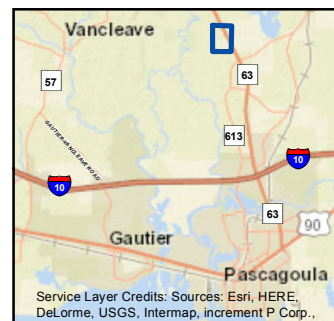 Vancleave
57
63
GAUTIER-VANCLEAVE ROAD
613
10
10
63
Gautier
90
Pascagoula
Service Layer Credits: Sources: Esri, HERE,
DeLorme, USGS, Intermap, increment P Corp.,